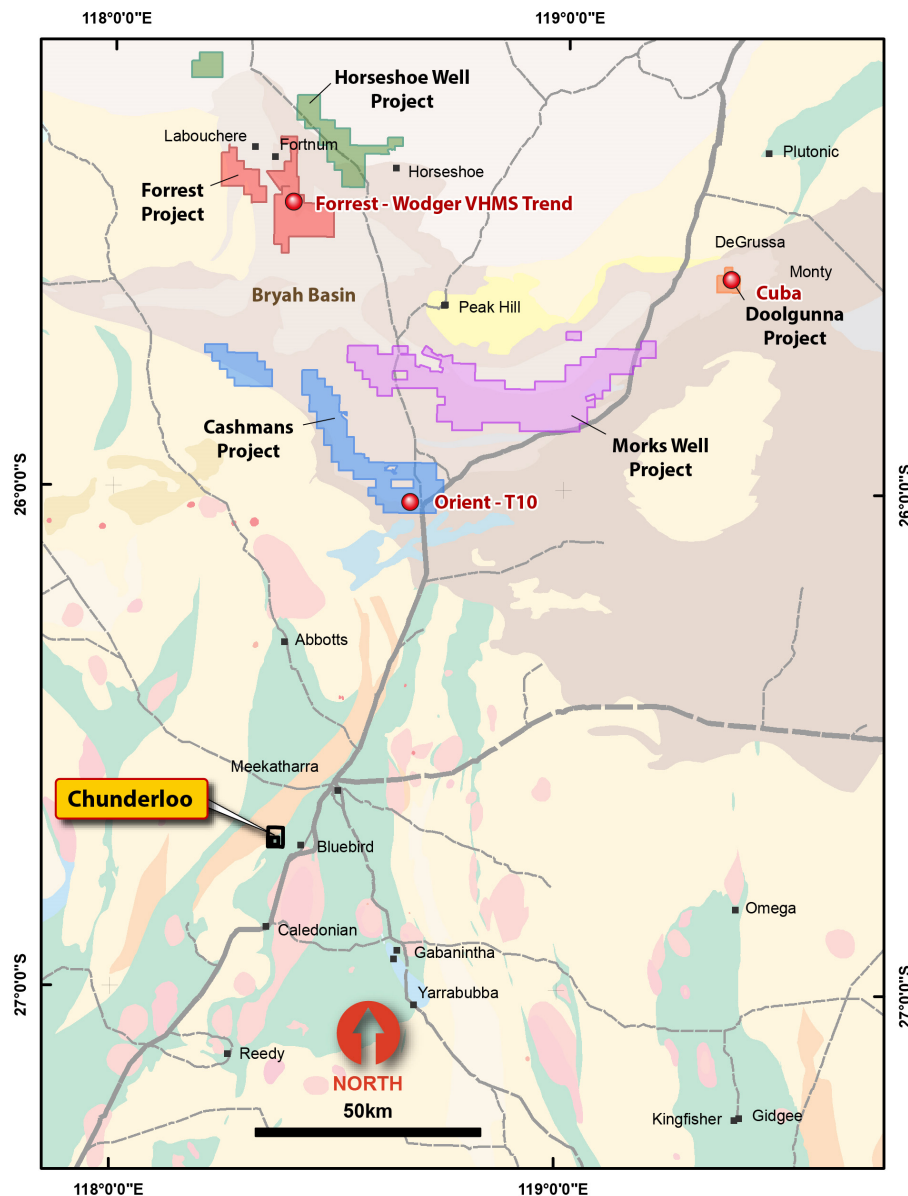 118°0'0"E
119°0'0"E
Horseshoe Well
Project
Labouchere
Fortnum
Plutonic
Horseshoe
Forrest
Project
Forrest - Wodger VHMS Trend
DeGrussa
Monty
Bryah Basin
Cuba
Peak Hill
Doolgunna
Project
Cashmans
Project
Morks Well
Project
26°0'0"S
26°0'0"S
Orient - T10
Abbotts
Meekatharra
Chunderloo
Bluebird
Omega
Caledonian
Gabanintha
27°0'0"S
27°0'0"S
Yarrabubba
Reedy
NORTH
50km
Kingfisher
Gidgee
118°0'0"E
119°0'0"E